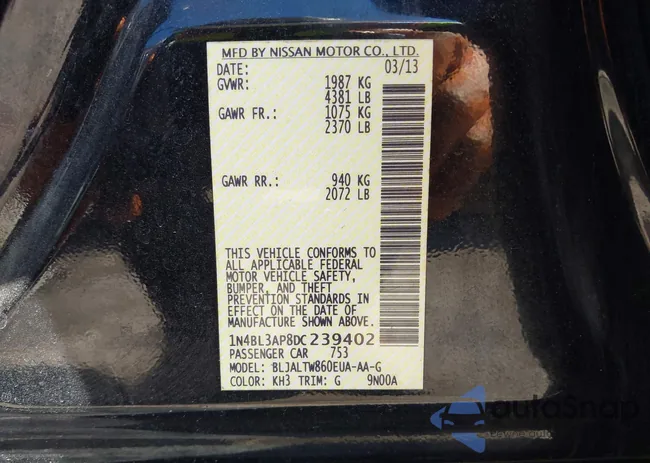 MFD BY NISSAN MOTOR CO., LTD.
DATE: 03/13
GVWR: 1987 KG
4381 LB
GAWR FR.: 1075 KG
2370 LB
GAWR RR.: 940 KG
2072 LB
THIS VEHICLE CONFORMS TO
ALL APPLICABLE FEDERAL
MOTOR VEHICLE SAFETY,
BUMPER, AND THEFT
PREVENTION STANDARDS IN
EFFECT ON THE DATE OF
MANUFACTURE SHOWN ABOVE.
1N4BL3AP8DC239402
PASSENGER CAR 753
MODEL: BLJALTW860EUA-AA-G
COLOR: KH3 TRIM: G 9N00A
autoSnap